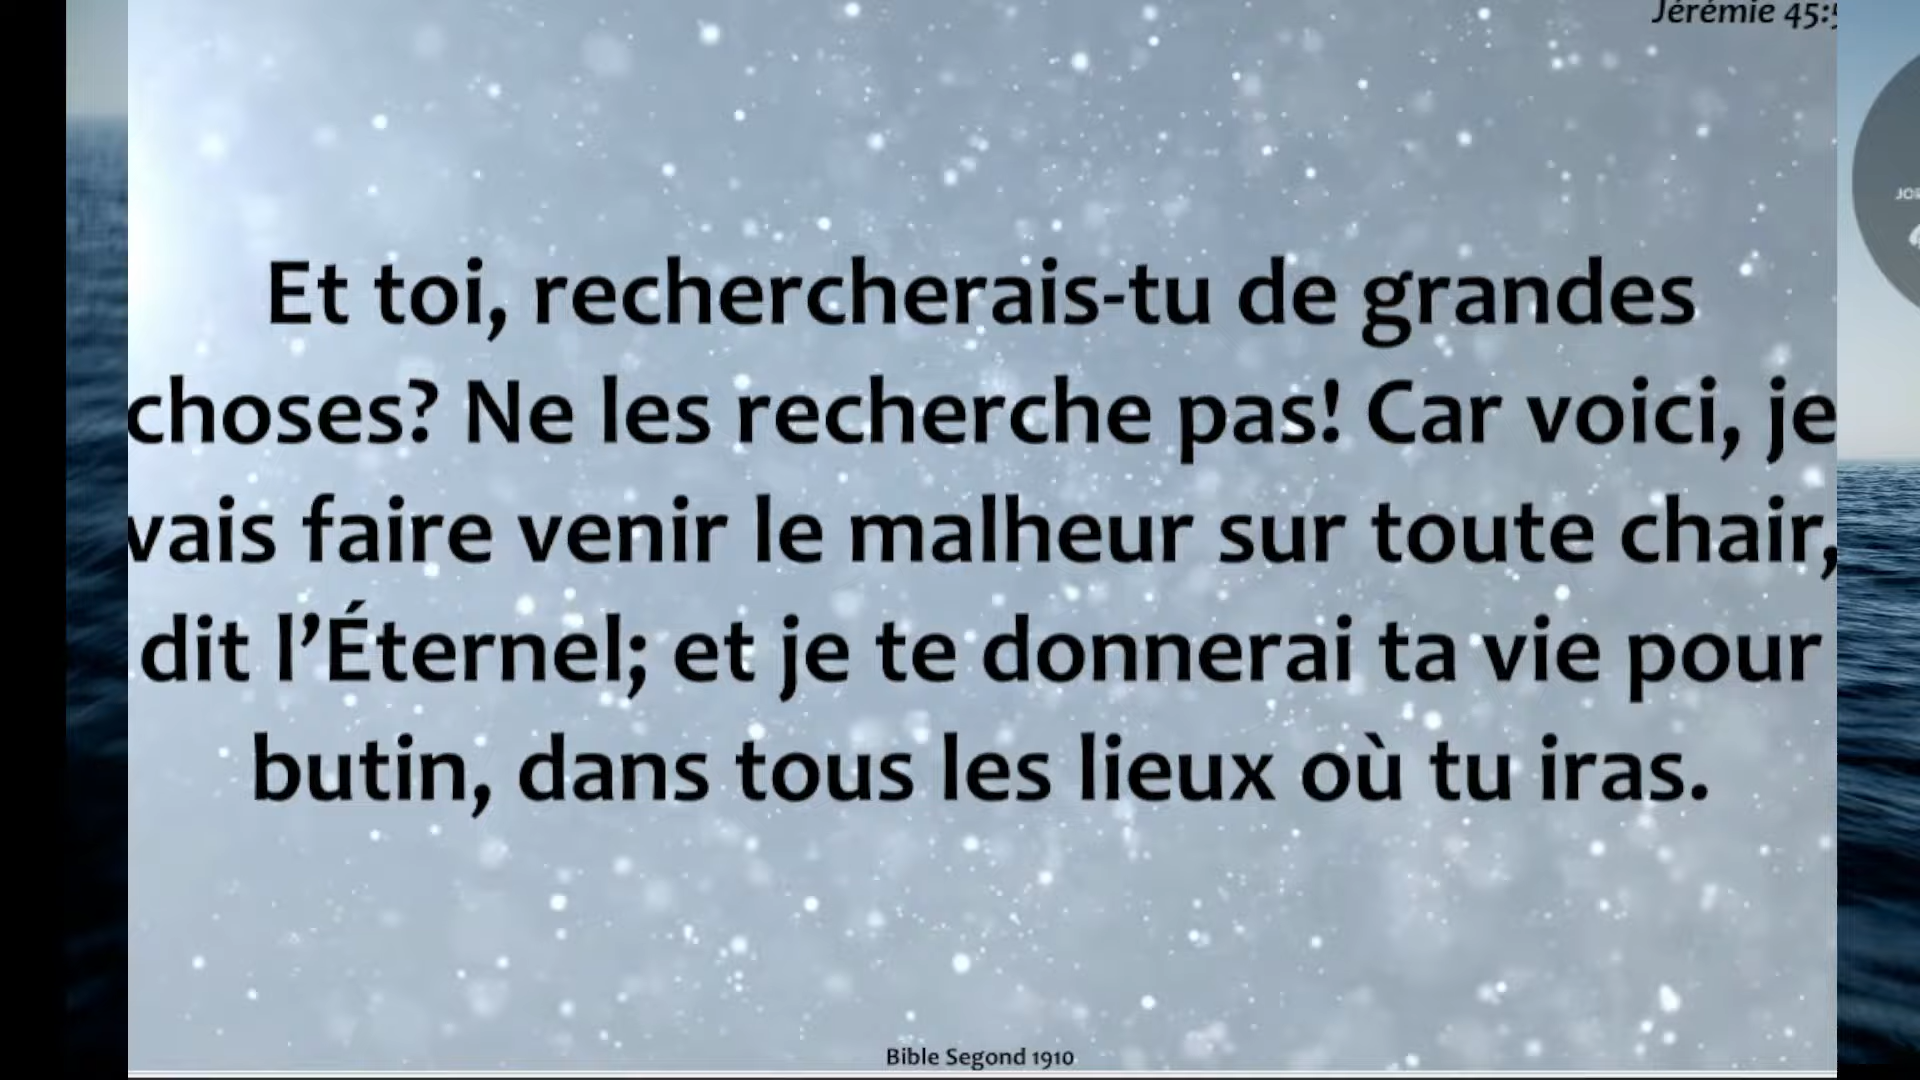 Jérémie 45:5
Et toi, rechercherais-tu de grandes
choses? Ne les recherche pas! Car voici, je
vais faire venir le malheur sur toute chair,
dit l’Éternel; et je te donnerai ta vie pour
butin, dans tous les lieux où tu iras.
Bible Segond 1910